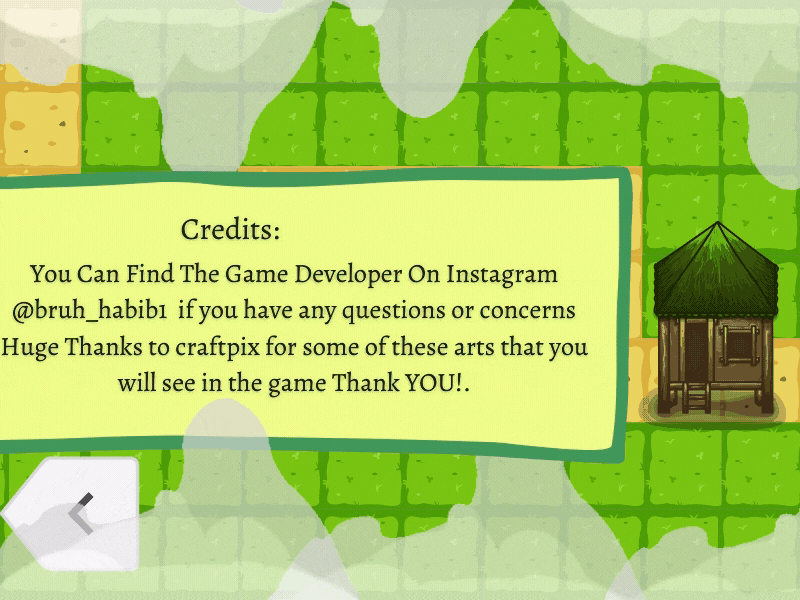 Credits:
You Can Find The Game Developer On Instagram
@bruh_habib1 if you have any questions or concerns
Huge Thanks to craftpix for some of these arts that you
will see in the game Thank YOU!.